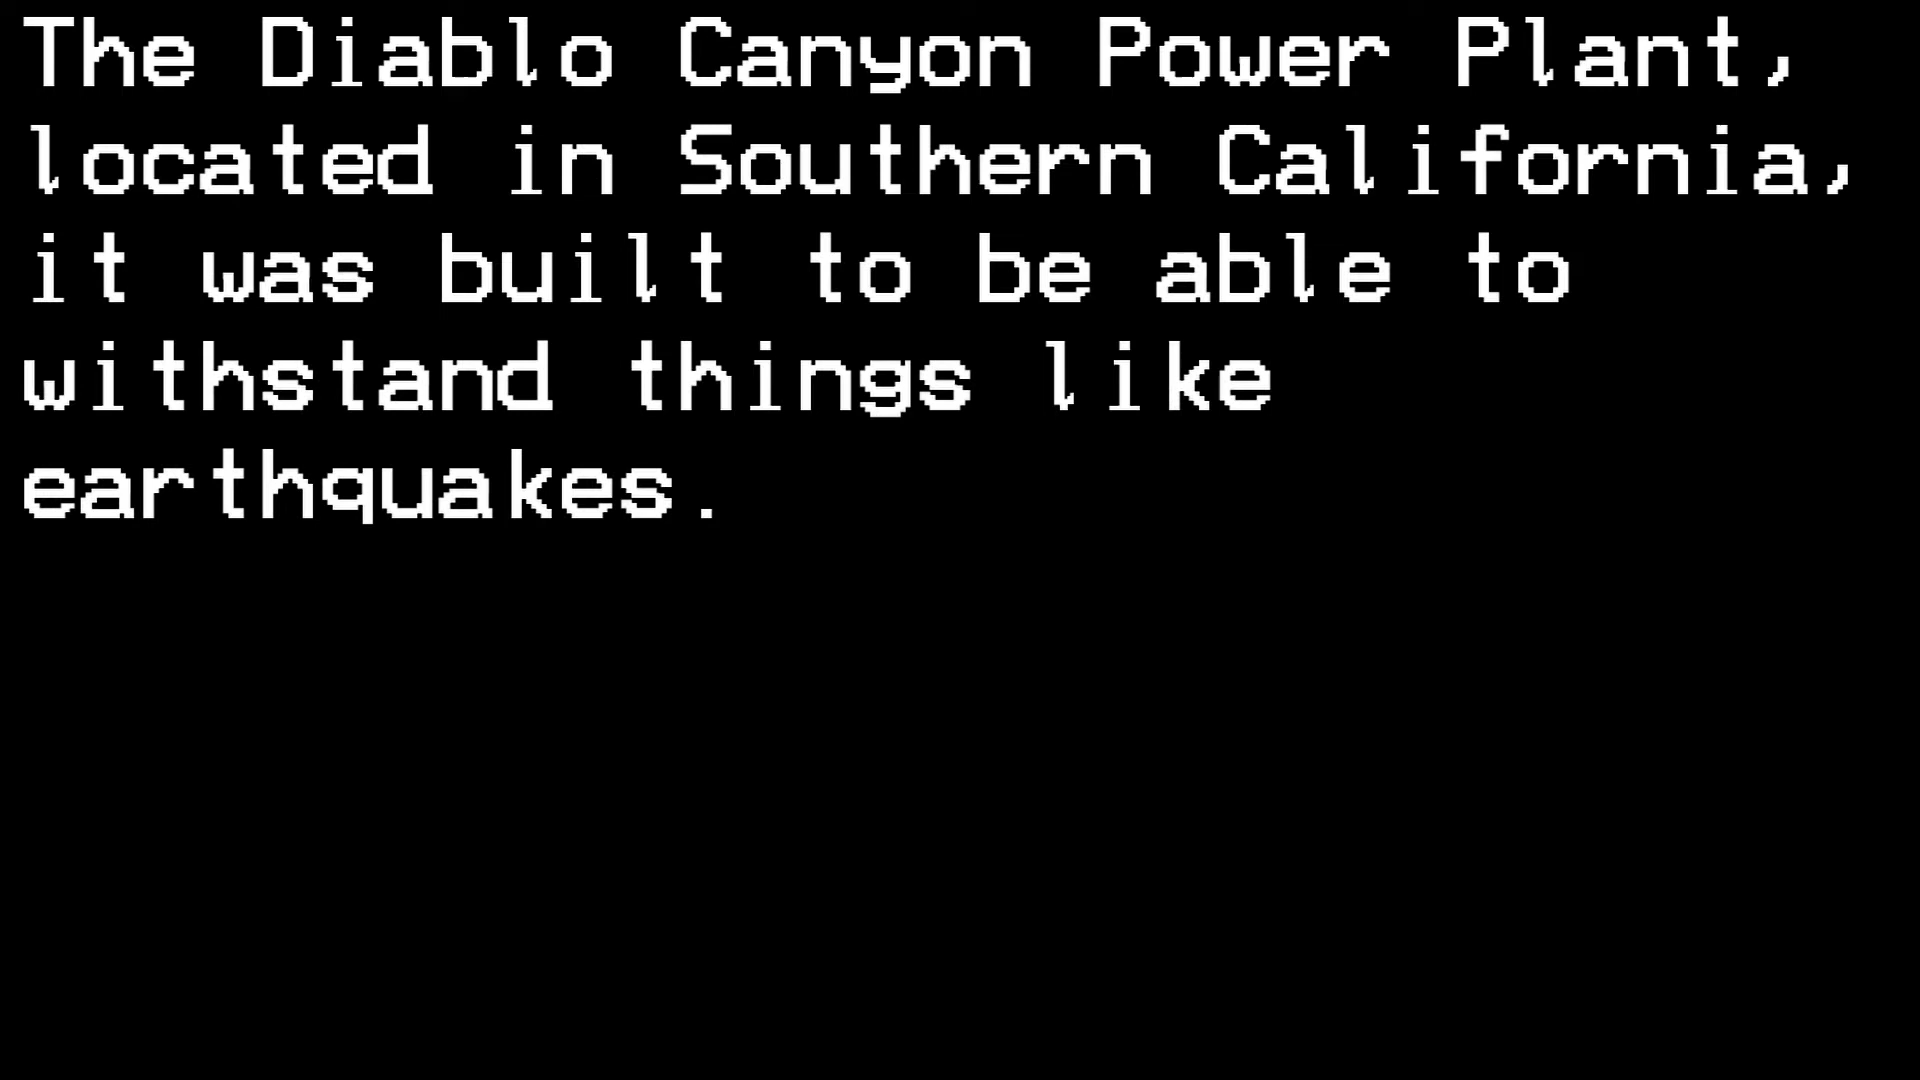 The Diablo Canyon Power Plant,
located in Southern California,
it was built to be able to
withstand things like
earthquakes.